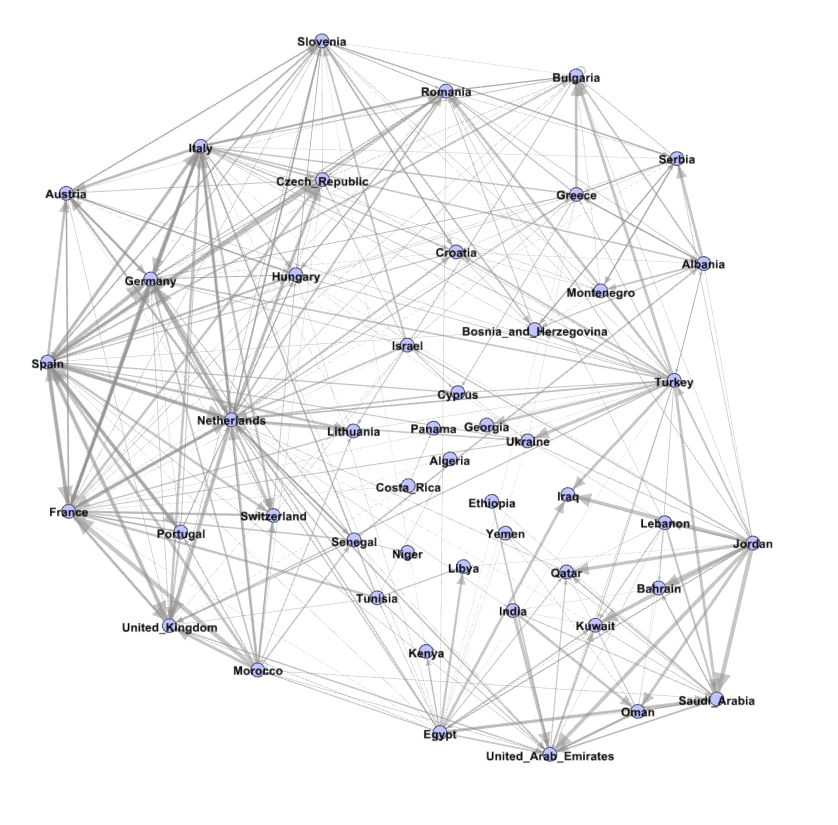 Slovenia
Bulgaria
Romania
Italy
Serbia
Czech_Republic
Austria
Greece
Croatia
Albania
Hungary
Germany
Montenegro
Bosnia_and_Herzegovina
Israel
Spain
Turkey
Cyprus
Netherlands
Lithuania
Panama
Georgia
Ukraine
Algeria
Costa_Rica
Iraq
Ethiopia
France
Switzerland
Lebanon
Portugal
Senegal
Yemen
Jordan
Niger
Libya
Qatar
Bahrain
Tunisia
India
United_Kingdom
Kuwait
Kenya
Morocco
Saudi_Arabia
Oman
Egypt
United_Arab_Emirates